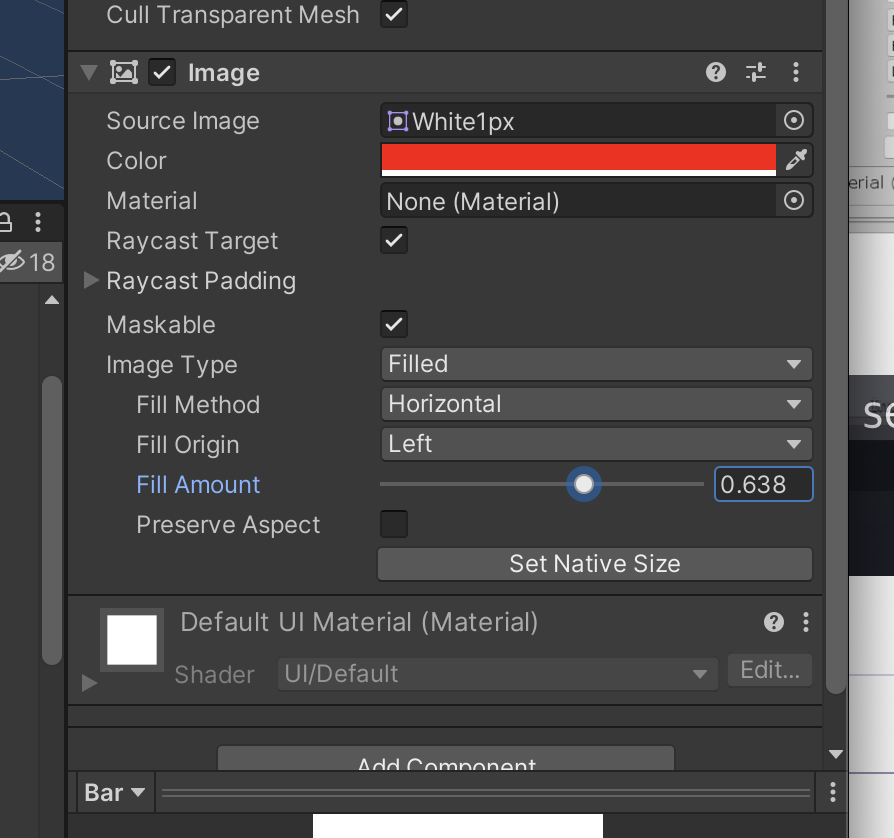 Cull Transparent Mesh
Image
Source Image White1px
Color
Material None (Material)
erial
Raycast Target
18
Raycast Padding
Maskable
Image Type Filled
Fill Method Horizontal
se
Fill Origin Left
Fill Amount 0.638
Preserve Aspect
Set Native Size
Default UI Material (Material)
Shader UI/Default Edit...
Add Component
Bar